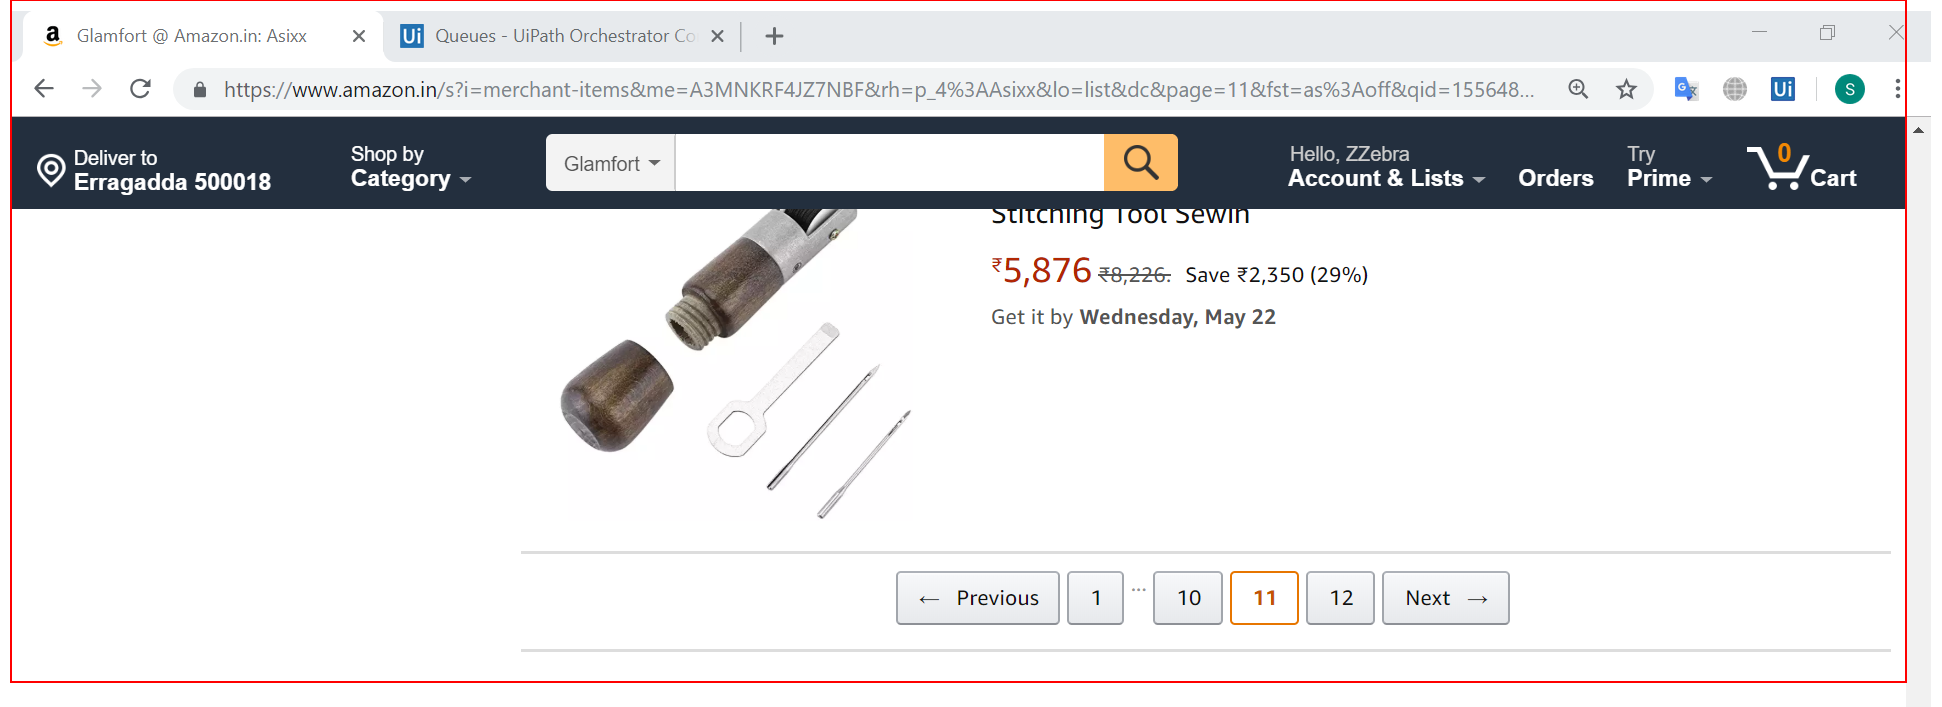 Glamfort @ Amazon.in: Asixx
Ui Queues - UiPath Orchestrator Co
https://www.amazon.in/s?i=merchant-items&me=A3MNKRF4JZ7NBF&rh=p_4%3AAsixx&lo=list&dc&page=11&fst=as%3Aoff&qid=155648...
Ui
S
Deliver to
Erragadda 500018
Shop by
Category
Glamfort
Hello, ZZebra
Account & Lists
Orders
Try
Prime
0
Cart
Stitching Tool Sewin
₹5,876 ₹8,226. Save ₹2,350 (29%)
Get it by Wednesday, May 22
← Previous 1 ... 10 11 12 Next →